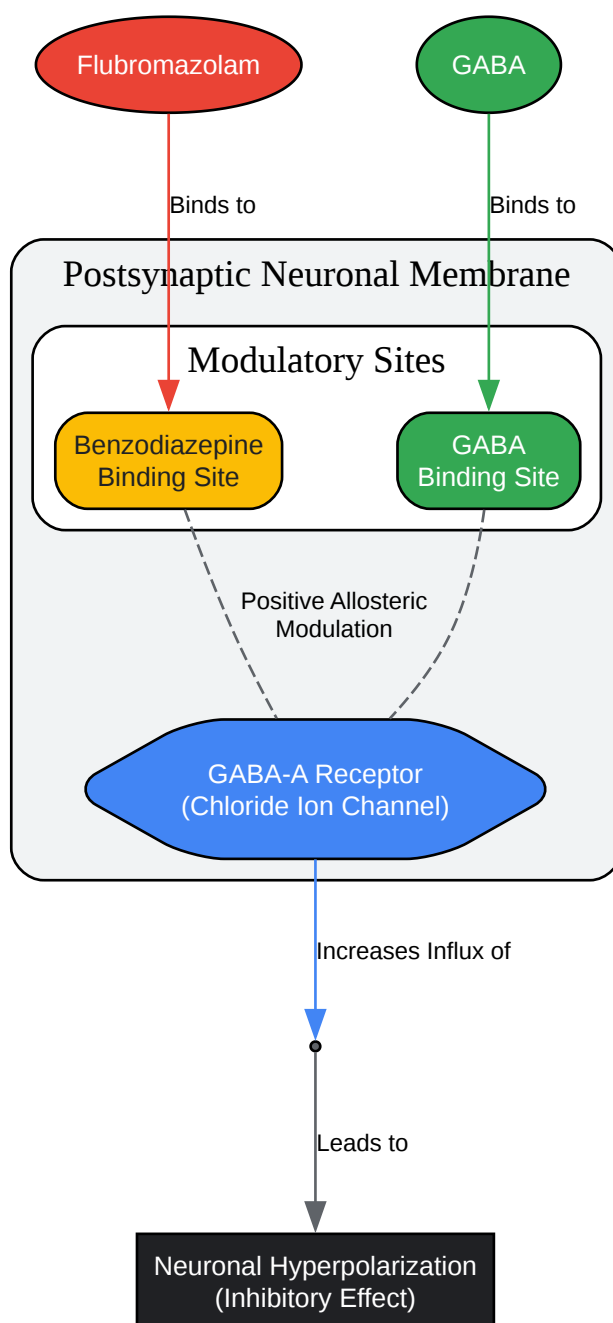 Flubromazolam
GABA
Binds to
Binds to
Postsynaptic Neuronal Membrane
Modulatory Sites
Benzodiazepine
Binding Site
GABA
Binding Site
Positive Allosteric
Modulation
GABA-A Receptor
(Chloride Ion Channel)
Increases Influx of
Leads to
Neuronal Hyperpolarization
(Inhibitory Effect)